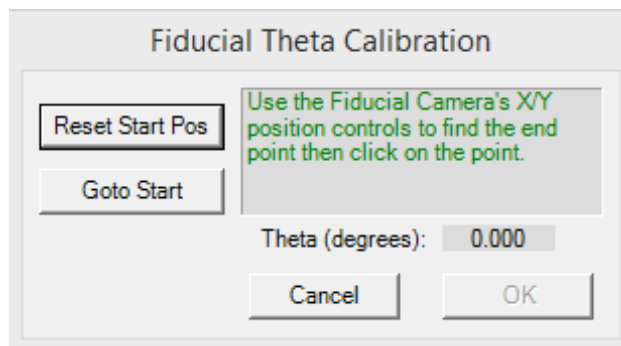 Fiducial Theta Calibration
Reset Start Pos
Use the Fiducial Camera's X/Y
position controls to find the end
point then click on the point.
Goto Start
Theta (degrees): 0.000
Cancel OK